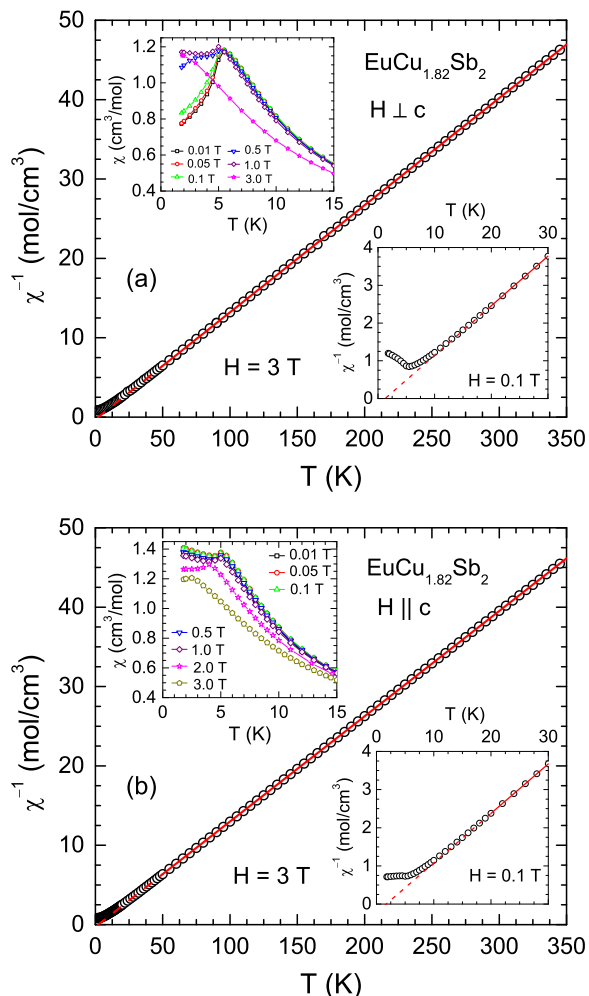 50
40
30
20
10
0
χ⁻¹ (mol/cm³)
0 50 100 150 200 250 300 350
T (K)
EuCu₁.₈₂Sb₂
H ⊥ c
(a)
H = 3 T
1.2
1.0
0.8
0.6
0.4
χ (cm³/mol)
0 5 10 15
T (K)
0.01 T
0.05 T
0.1 T
0.5 T
1.0 T
3.0 T
T (K)
0 10 20 30
4
3
2
1
0
χ⁻¹ (mol/cm³)
H = 0.1 T
50
40
30
20
10
0
χ⁻¹ (mol/cm³)
0 50 100 150 200 250 300 350
T (K)
EuCu₁.₈₂Sb₂
H || c
(b)
H = 3 T
1.4
1.2
1.0
0.8
0.6
0.4
χ (cm³/mol)
0 5 10 15
T (K)
0.01 T
0.05 T
0.1 T
0.5 T
1.0 T
2.0 T
3.0 T
T (K)
0 10 20 30
4
3
2
1
0
χ⁻¹ (mol/cm³)
H = 0.1 T